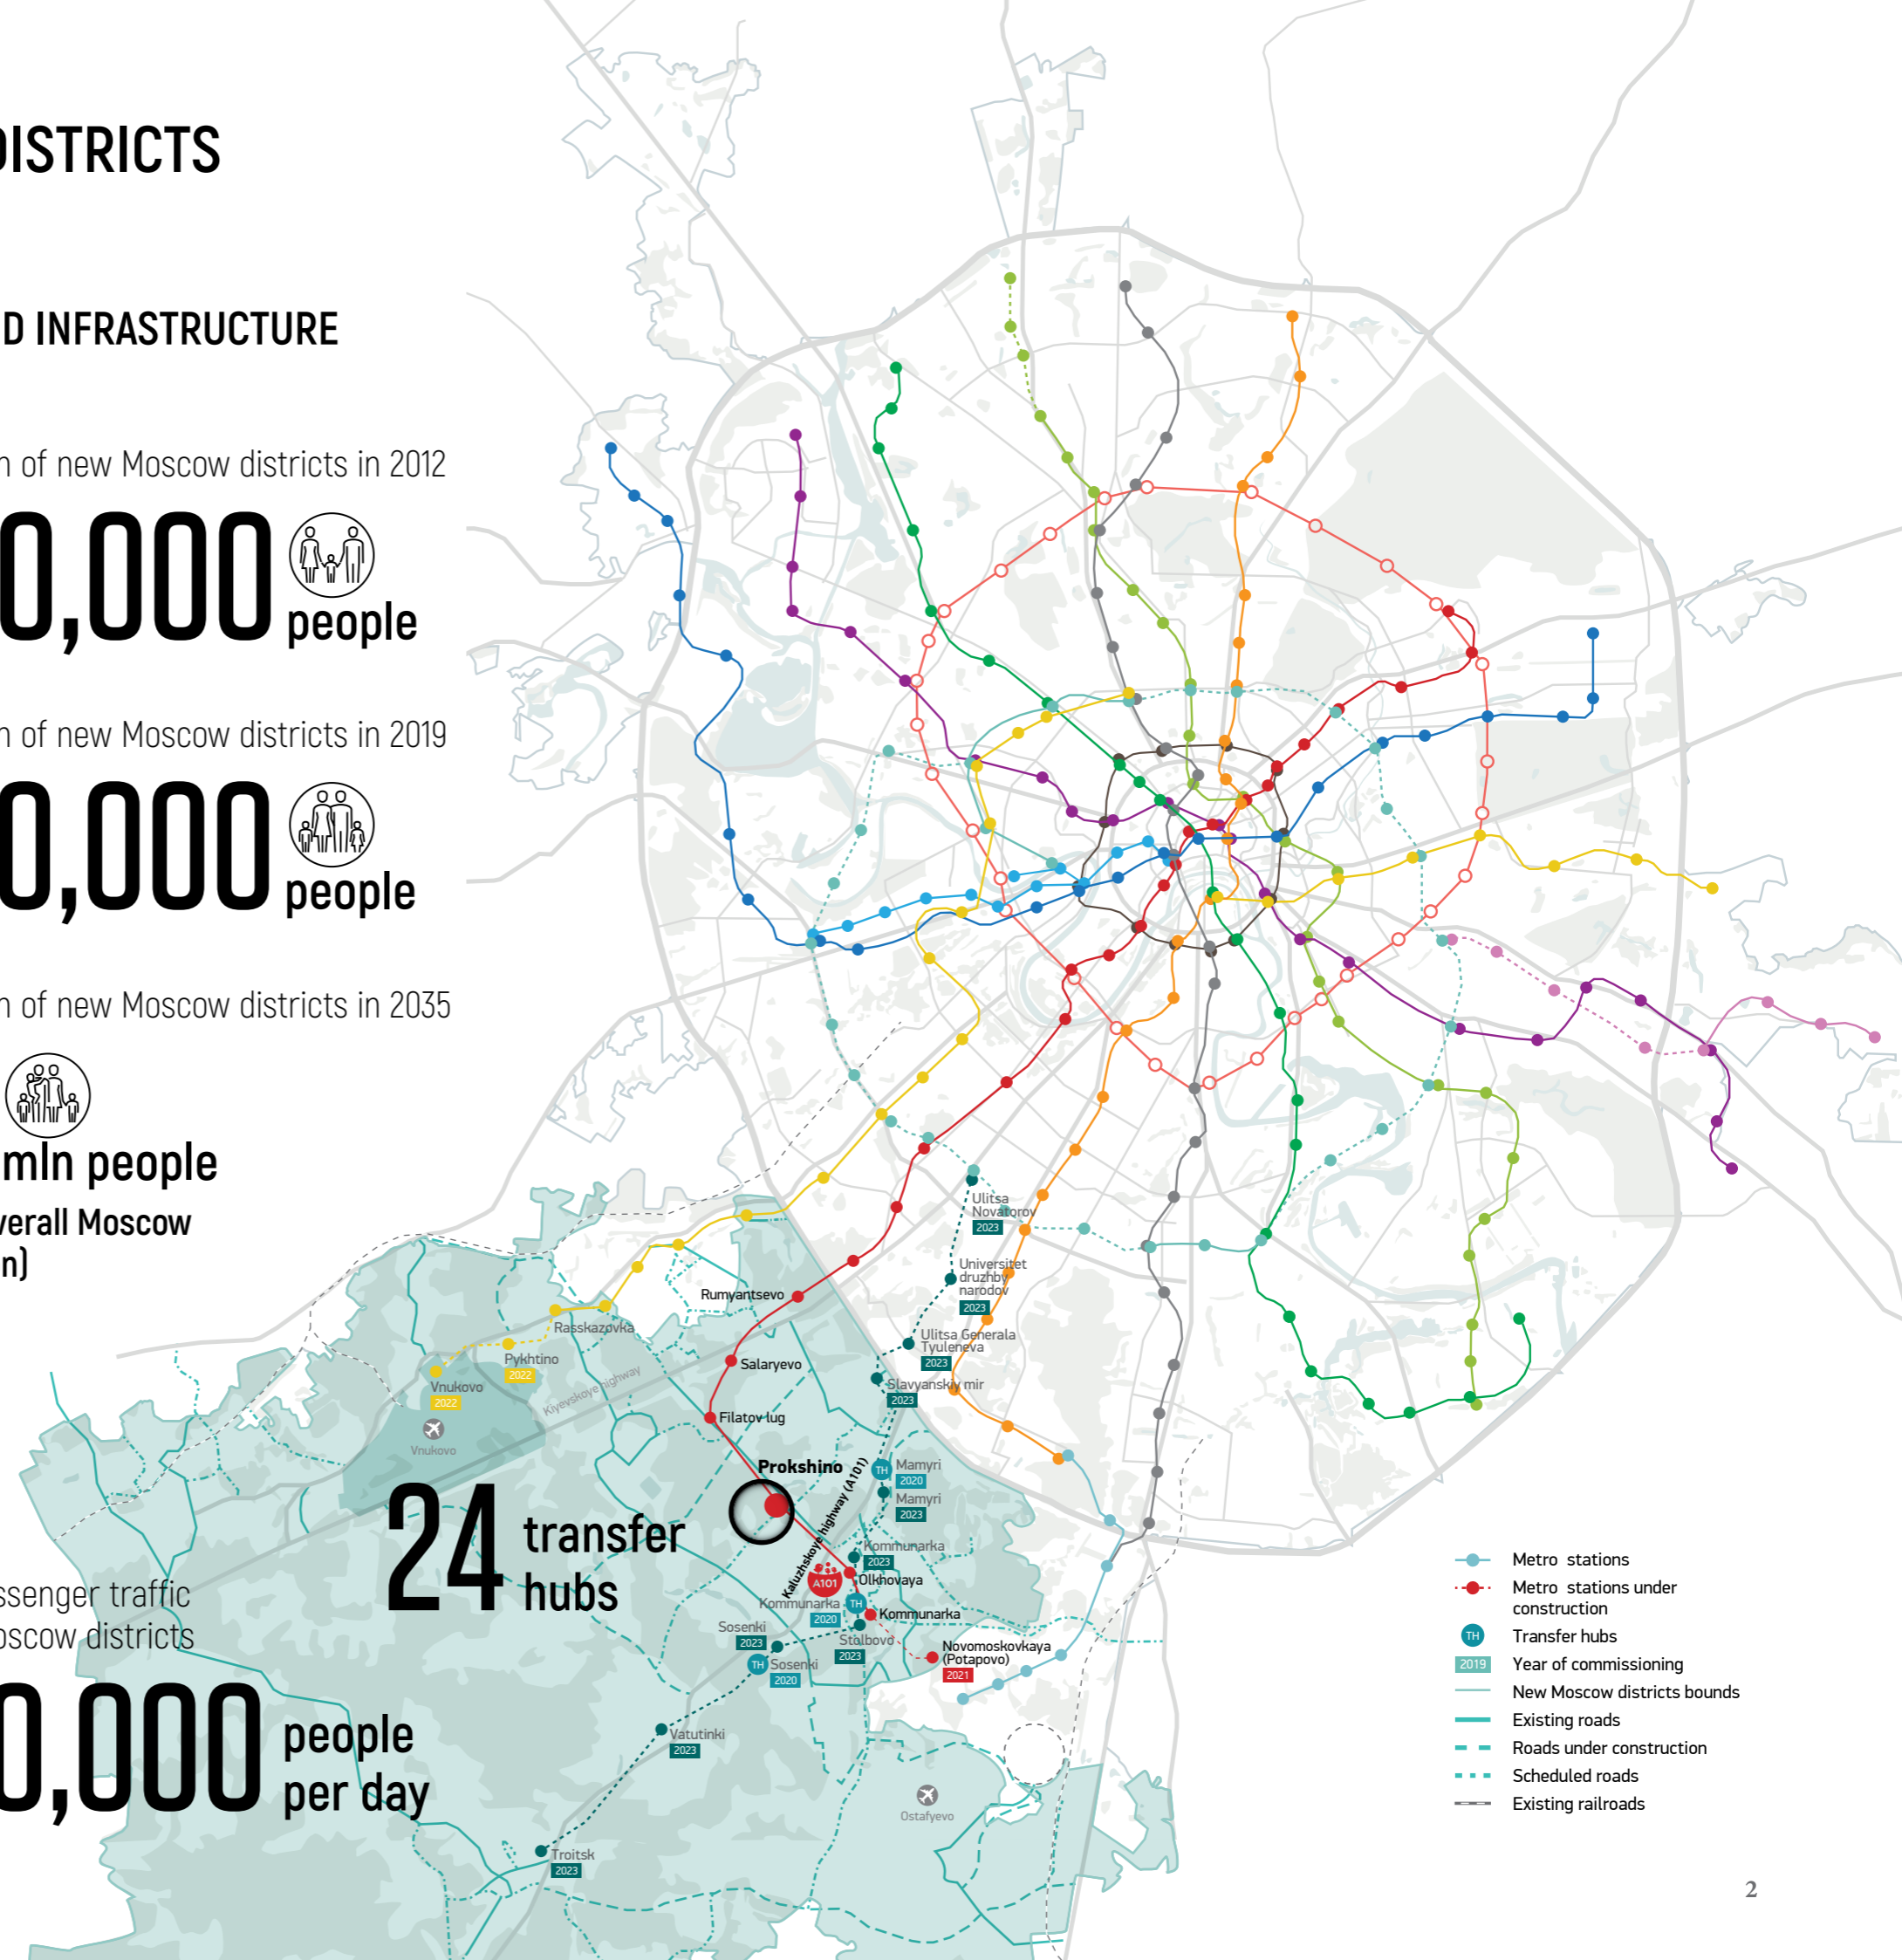 DISTRICTS
D INFRASTRUCTURE
n of new Moscow districts in 2012
0,000
people
n of new Moscow districts in 2019
0,000
people
n of new Moscow districts in 2035
mln people
verall Moscow
n)
24 transfer
hubs
ssenger traffic
oscow districts
0,000 people
per day
Ulitsa
Novatorov
2023
Universitet
druzhby
narodov
2023
Ulitsa Generala
Tyuleneva
2023
Slavyanskiy mir
2023
Rumyantsevo
Salaryevo
Filatov lug
Rasskazovka
Pykhtino
2022
Vnukovo
2022
Vnukovo
Kiyevskoye highway
Prokshino
Kaluzhskoye highway (A101)
TH
Mamyri
2020
Mamyri
2023
Kommunarka
2023
A101
Olkhovaya
Kommunarka
2020
TH
Kommunarka
Stolbovo
2023
Sosenki
2023
TH
Sosenki
2020
Novomoskovkaya
(Potapovo)
2021
Vatutinki
2023
Troitsk
2023
Ostafyevo
Metro stations
Metro stations under
construction
TH Transfer hubs
2019 Year of commissioning
New Moscow districts bounds
Existing roads
Roads under construction
Scheduled roads
Existing railroads
2